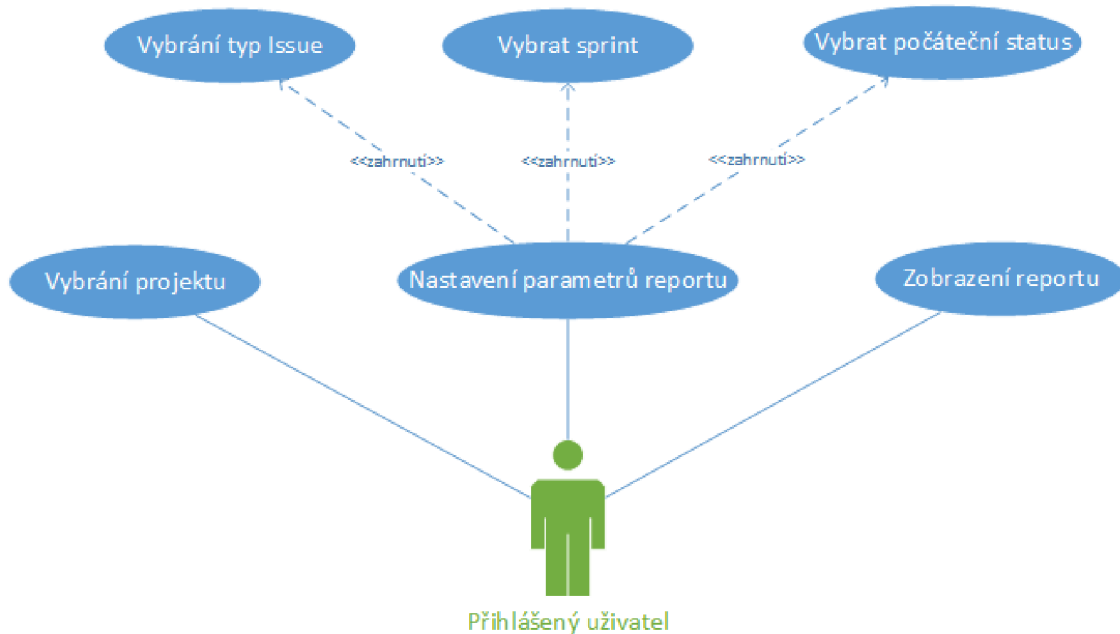 Vybrání typ Issue
Vybrat sprint
Vybrat počáteční status
<<zahrnutí>>
<<zahrnutí>>
<<zahrnutí>>
Vybrání projektu
Nastavení parametrů reportu
Zobrazení reportu
Přihlášený uživatel